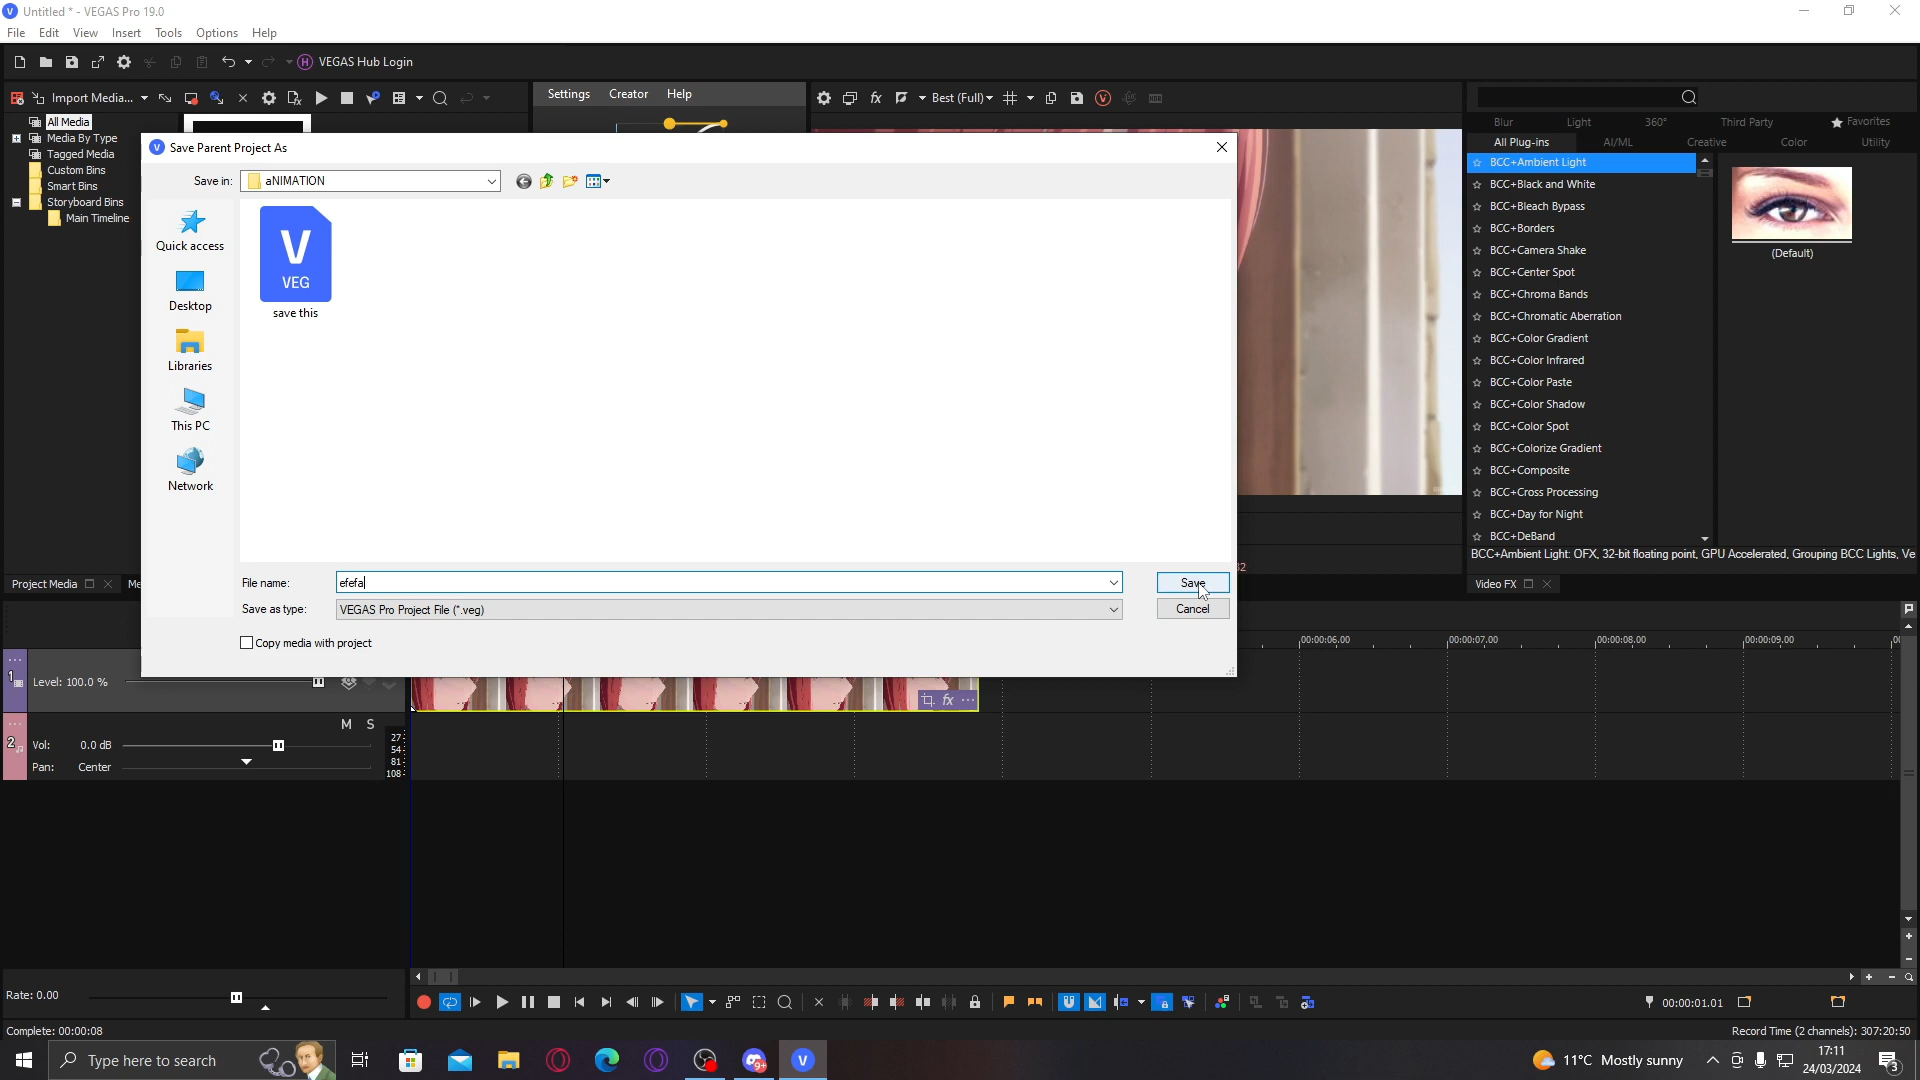 Untitled * - VEGAS Pro 19.0
File Edit View Insert Tools Options Help
VEGAS Hub Login
Import Media...
Settings Creator Help
Best (Full)
All Media
Media By Type
Tagged Media
Custom Bins
Smart Bins
Storyboard Bins
Main Timeline
Save Parent Project As
Save in: aNIMATION
Quick access
Desktop
Libraries
This PC
Network
V
VEG
save this
File name: efefa Save
Save as type: VEGAS Pro Project File (*.veg) Cancel
Copy media with project
Blur Light 360° Third Party Favorites
All Plug-ins AI/ML Creative Color Utility
BCC+Ambient Light
BCC+Black and White
BCC+Bleach Bypass
BCC+Borders
BCC+Camera Shake
BCC+Center Spot
BCC+Chroma Bands
BCC+Chromatic Aberration
BCC+Color Gradient
BCC+Color Infrared
BCC+Color Paste
BCC+Color Shadow
BCC+Color Spot
BCC+Colorize Gradient
BCC+Composite
BCC+Cross Processing
BCC+Day for Night
BCC+DeBand
(Default)
BCC+Ambient Light: OFX, 32-bit floating point, GPU Accelerated, Grouping BCC Lights, Ve
Project Media Me
Video FX
32
00:00:06.00 00:00:07.00 00:00:08.00 00:00:09.00
1 Level: 100.0 %
fx
M S
2 Vol: 0.0 dB
Pan: Center
27
54
81
108
Rate: 0.00
00:00:01.01
Complete: 00:00:08
Record Time (2 channels): 307:20:50
Type here to search
9+
11°C Mostly sunny
17:11
24/03/2024
3